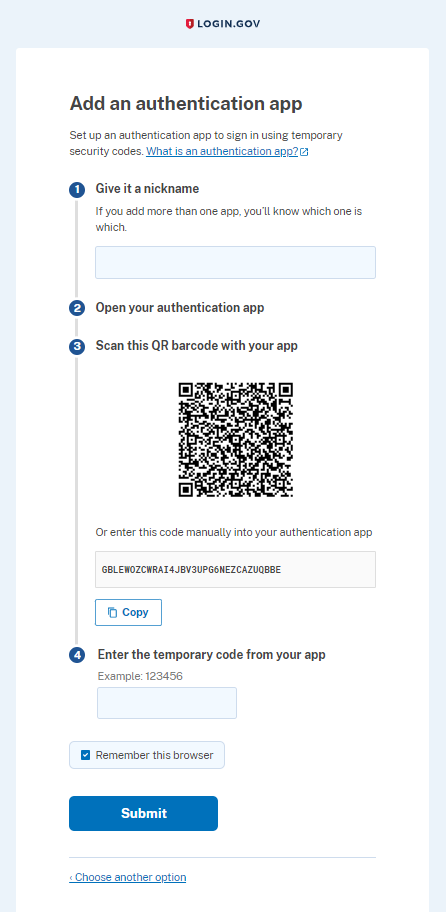 LOGIN.GOV
Add an authentication app
Set up an authentication app to sign in using temporary
security codes. What is an authentication app?
1 Give it a nickname
If you add more than one app, you'll know which one is
which.
2 Open your authentication app
3 Scan this QR barcode with your app
Or enter this code manually into your authentication app
GBLEWOZCWRAI4JBV3UPG6NEZCAZUQBBE
Copy
4 Enter the temporary code from your app
Example: 123456
Remember this browser
Submit
‹ Choose another option